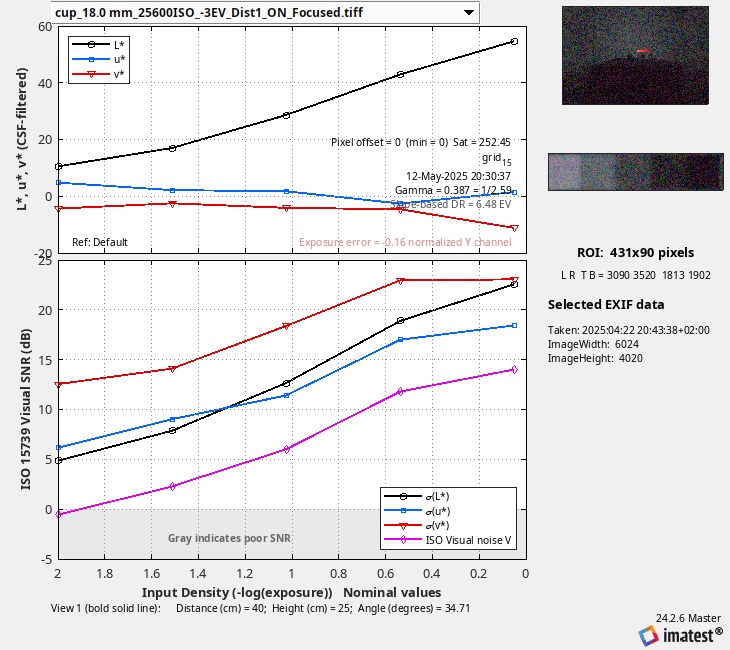 cup_18.0 mm_25600ISO_-3EV_Dist1_ON_Focused.tiff
L*, u*, v* (CSF-filtered)
60
40
20
0
-20
L*
u*
v*
Pixel offset = 0 (min = 0) Sat = 252.45
grid15
12-May-2025 20:30:37
Gamma = 0.387 = 1/2.59
Slope-based DR = 6.48 EV
Ref: Default
Exposure error = -0.16 normalized Y channel
ISO 15739 Visual SNR (dB)
25
20
15
10
5
0
-5
σ(L*)
σ(u*)
σ(v*)
ISO Visual noise V
Gray indicates poor SNR
2 1.8 1.6 1.4 1.2 1 0.8 0.6 0.4 0.2 0
Input Density (-log(exposure)) Nominal values
View 1 (bold solid line): Distance (cm) = 40; Height (cm) = 25; Angle (degrees) = 34.71
ROI: 431x90 pixels
L R T B = 3090 3520 1813 1902
Selected EXIF data
Taken: 2025:04:22 20:43:38+02:00
ImageWidth: 6024
ImageHeight: 4020
24.2.6 Master
imatest®